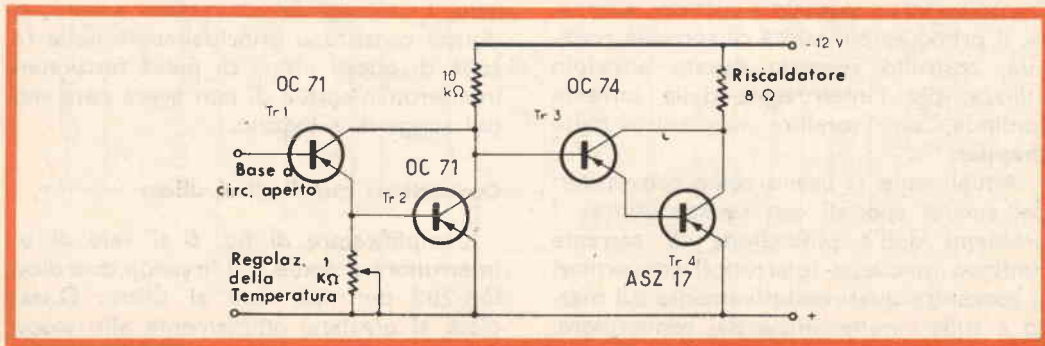 -12 V
OC 71
10
kΩ
OC 74
Riscaldatore
8 Ω
Tr 1
OC 71
Tr 3
Base a
circ. aperto
Tr 2
Regolaz.
della
Temperatura
1
kΩ
Tr 4
ASZ 17
+